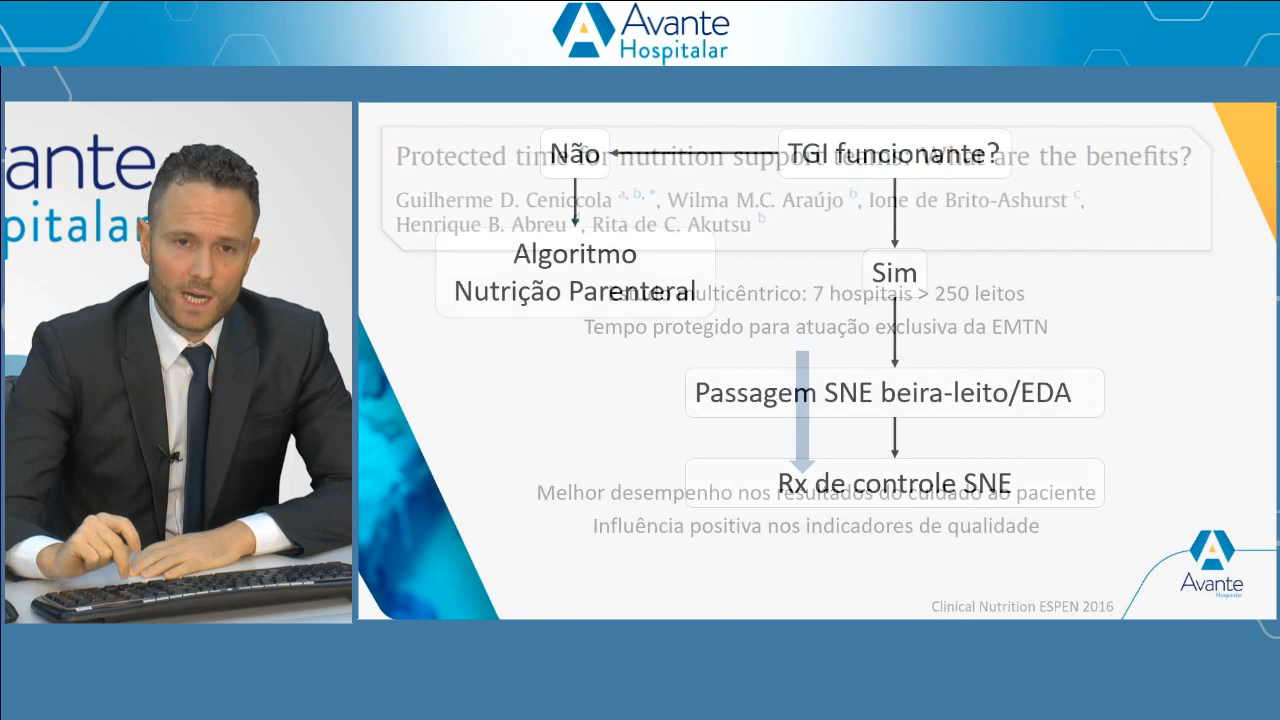 Avante
Hospitalar
vante
pitalar
Protected time for nutrition support teams: What are the benefits?
Guilherme D. Ceniccola a, b, *, Wilma M.C. Araújo b, Ione de Brito-Ashurst c,
Henrique B. Abreu, Rita de C. Akutsu b
Não
TGI funcionante?
Algoritmo
Nutrição Parenteral
Sim
Estudo multicêntrico: 7 hospitais > 250 leitos
Tempo protegido para atuação exclusiva da EMTN
Passagem SNE beira-leito/EDA
Rx de controle SNE
Melhor desempenho nos resultados do cuidado ao paciente
Influência positiva nos indicadores de qualidade
Clinical Nutrition ESPEN 2016
Avante
Hospitalar